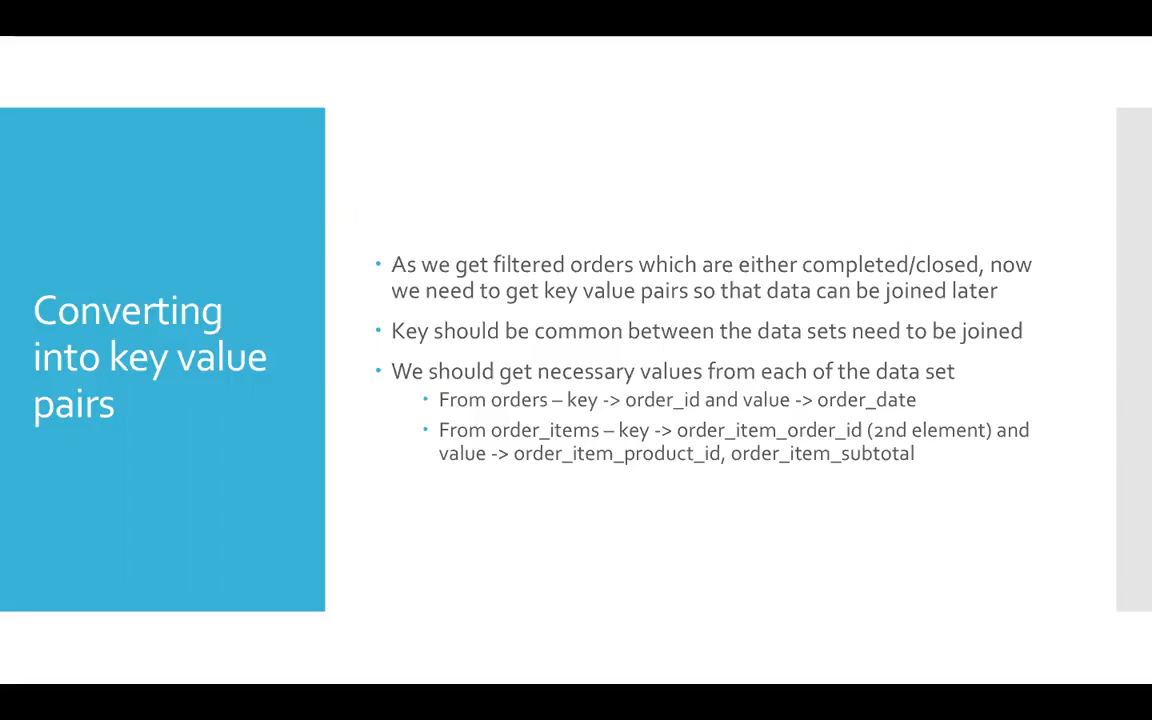 Converting
into key value
pairs
• As we get filtered orders which are either completed/closed, now
we need to get key value pairs so that data can be joined later
• Key should be common between the data sets need to be joined
• We should get necessary values from each of the data set
• From orders – key -> order_id and value -> order_date
• From order_items – key -> order_item_order_id (2nd element) and
value -> order_item_product_id, order_item_subtotal